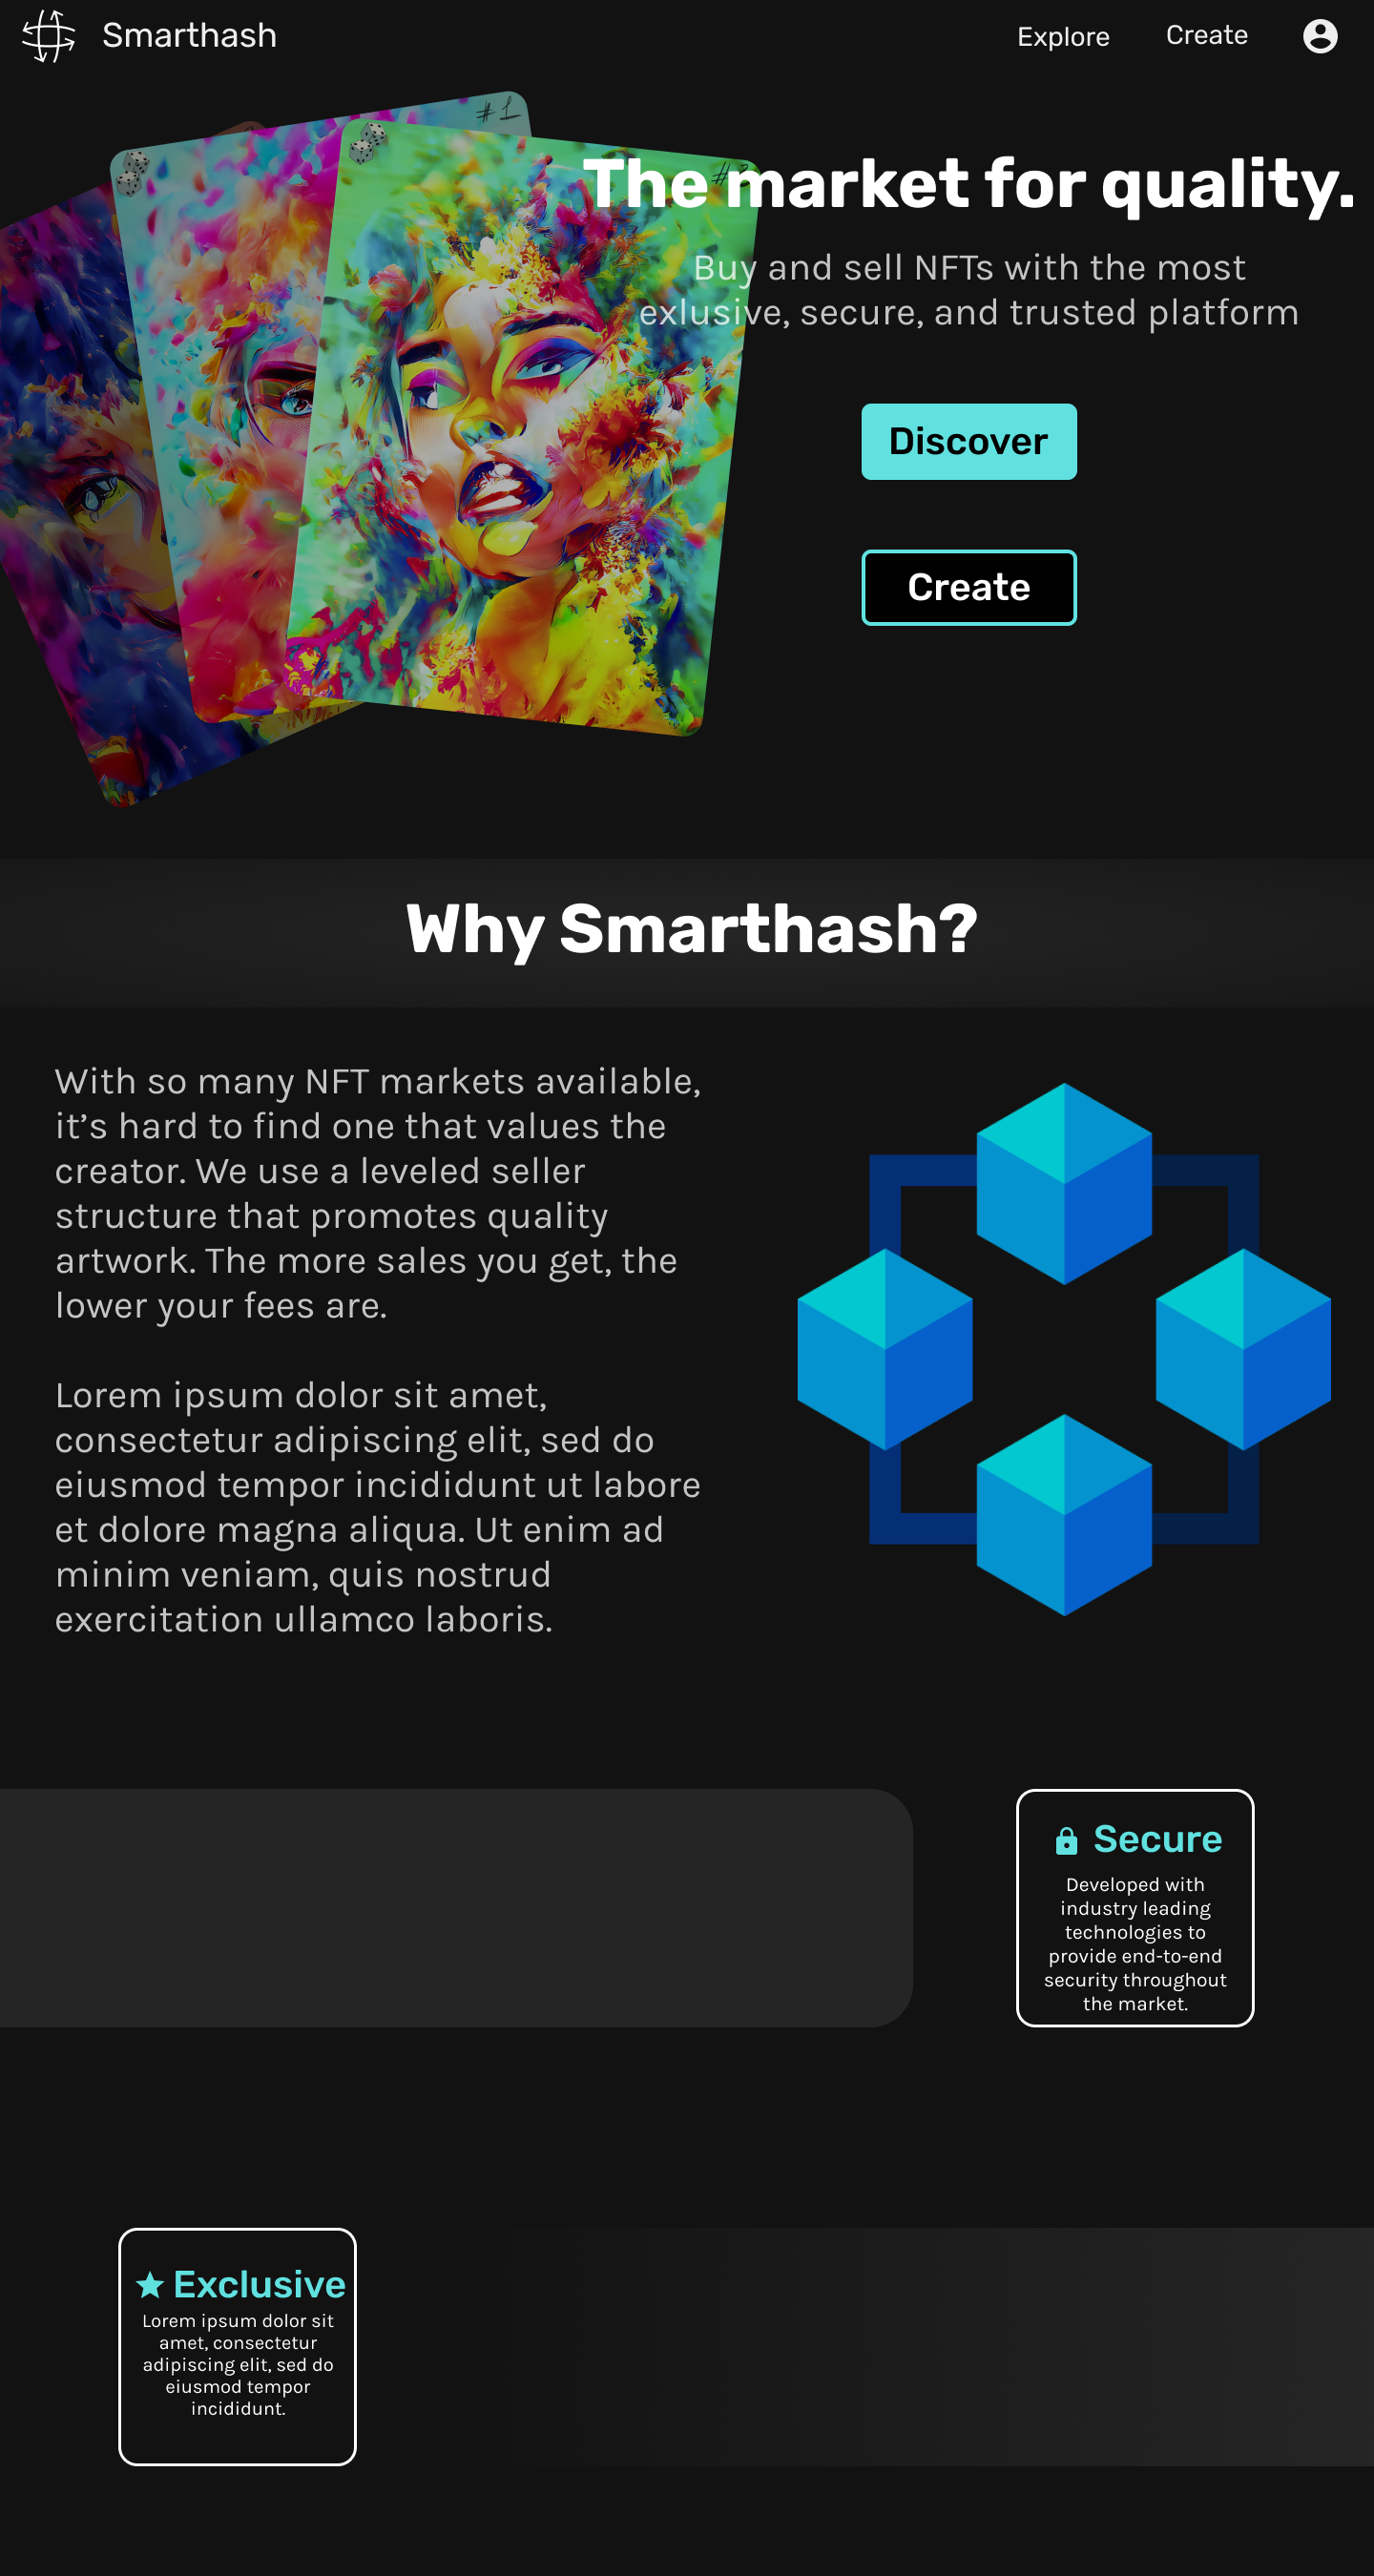 Smarthash
Explore
Create
#1
The market for quality.
Buy and sell NFTs with the most
exlusive, secure, and trusted platform
Discover
Create
Why Smarthash?
With so many NFT markets available,
it’s hard to find one that values the
creator. We use a leveled seller
structure that promotes quality
artwork. The more sales you get, the
lower your fees are.
Lorem ipsum dolor sit amet,
consectetur adipiscing elit, sed do
eiusmod tempor incididunt ut labore
et dolore magna aliqua. Ut enim ad
minim veniam, quis nostrud
exercitation ullamco laboris.
Secure
Developed with
industry leading
technologies to
provide end-to-end
security throughout
the market.
Exclusive
Lorem ipsum dolor sit
amet, consectetur
adipiscing elit, sed do
eiusmod tempor
incididunt.